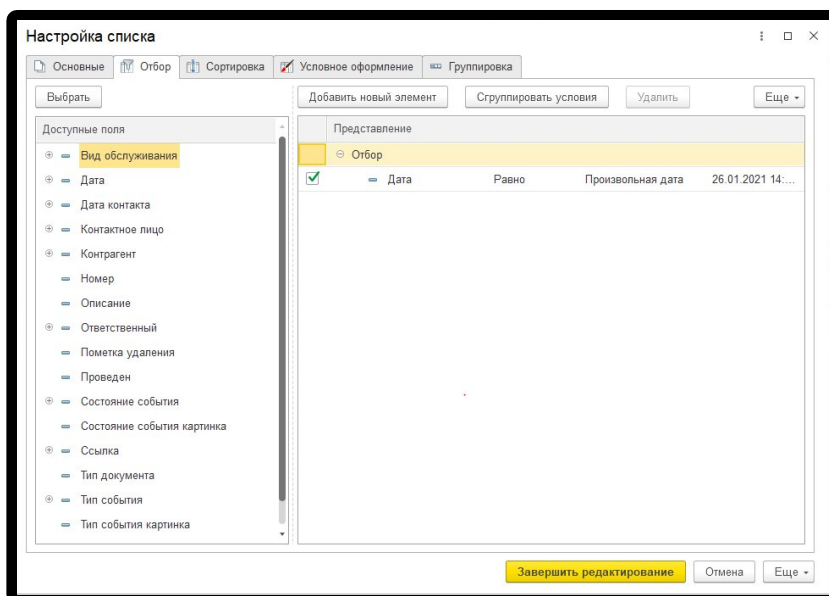 Настройка списка
Основные Отбор Сортировка Условное оформление Группировка
Выбрать Добавить новый элемент Сгруппировать условия Удалить Еще
Доступные поля Представление
Вид обслуживания Отбор
Дата Дата Равно Произвольная дата 26.01.2021 14:...
Дата контакта
Контактное лицо
Контрагент
Номер
Описание
Ответственный
Пометка удаления
Проведен
Состояние события
Состояние события картинка
Ссылка
Тип документа
Тип события
Тип события картинка
Завершить редактирование Отмена Еще